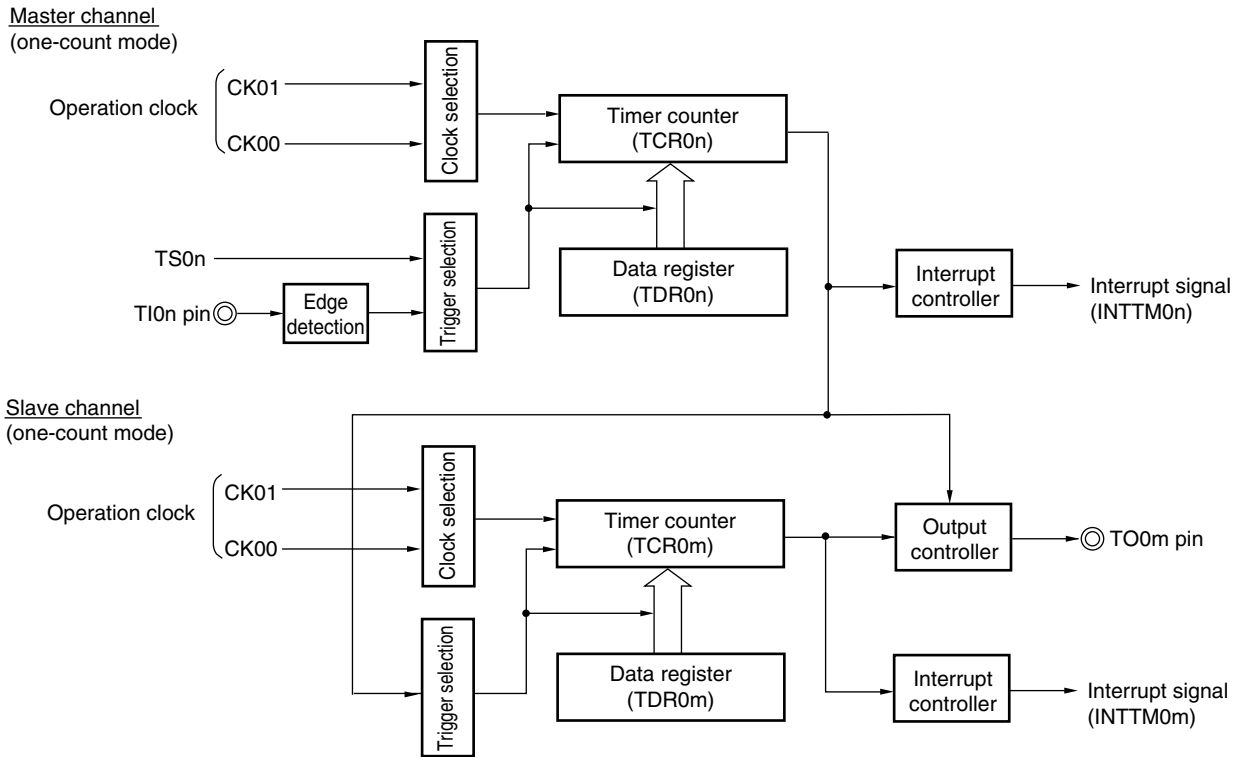 Master channel
(one-count mode)
Operation clock
CK01
CK00
Clock selection
Timer counter
(TCR0n)
TS0n
TI0n pin
Edge
detection
Trigger selection
Data register
(TDR0n)
Interrupt
controller
Interrupt signal
(INTTM0n)
Slave channel
(one-count mode)
Operation clock
CK01
CK00
Clock selection
Timer counter
(TCR0m)
Output
controller
TO0m pin
Trigger selection
Data register
(TDR0m)
Interrupt
controller
Interrupt signal
(INTTM0m)